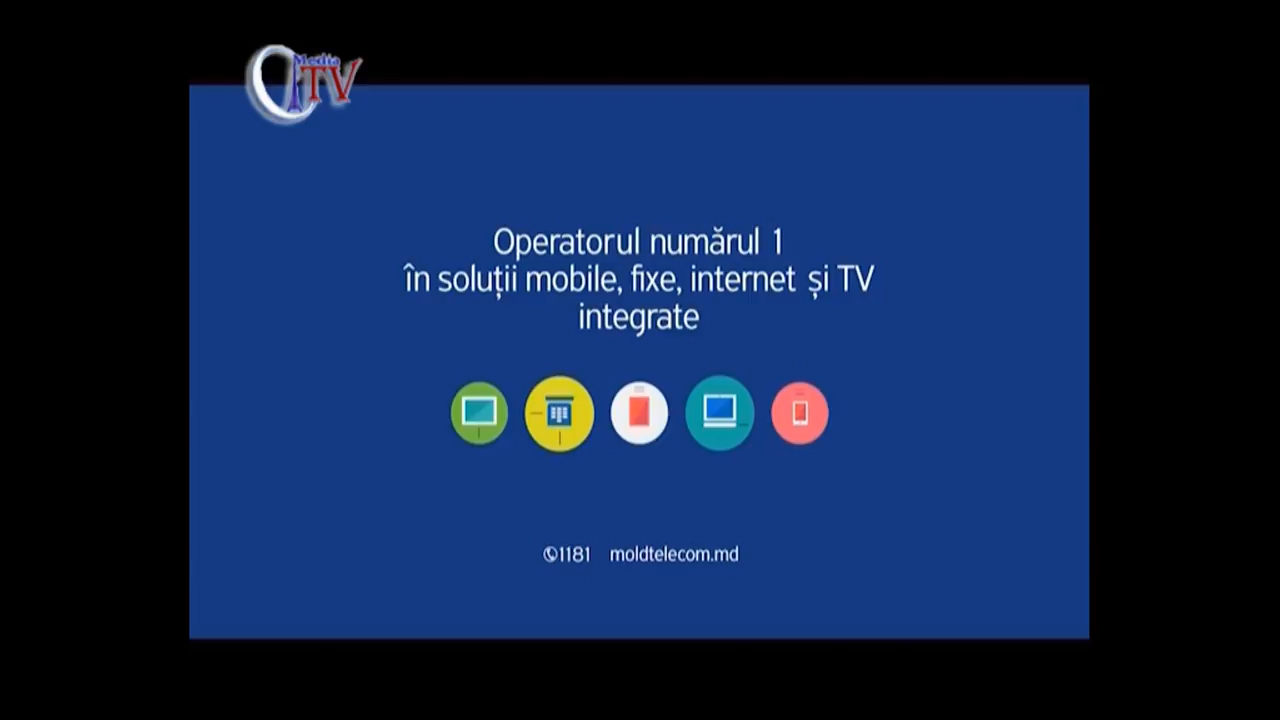 Media
TV
Operatorul numărul 1
în soluții mobile, fixe, internet și TV
integrate
1181 moldtelecom.md